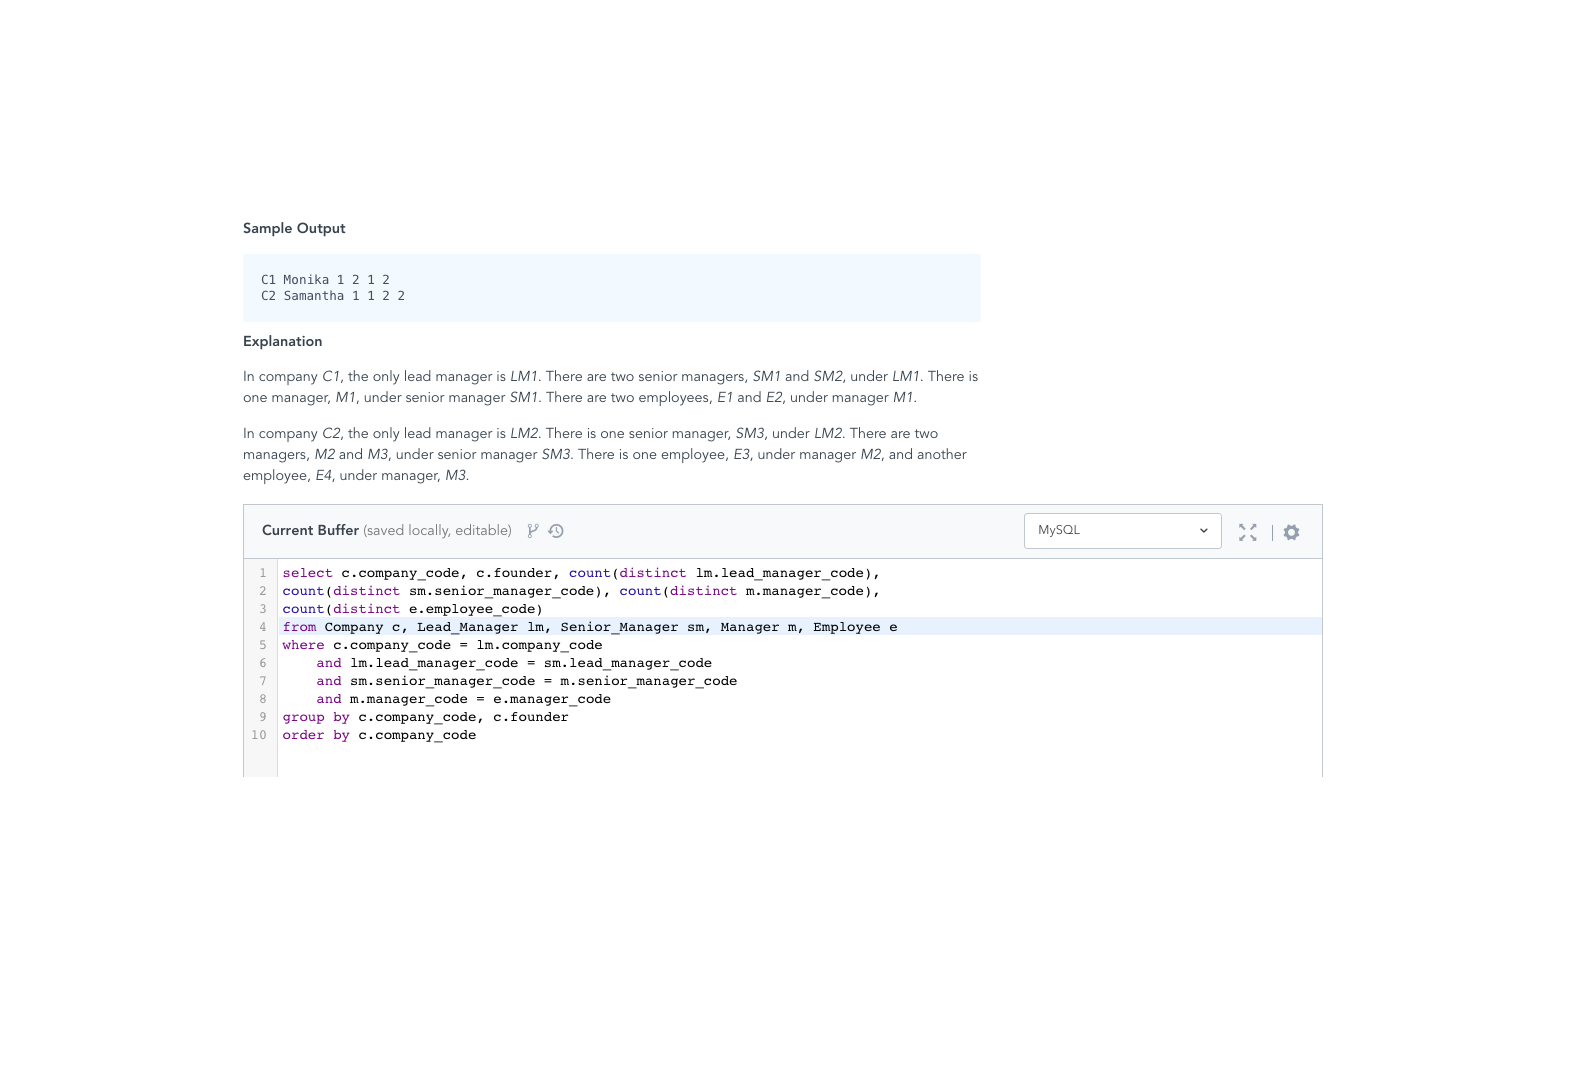 Sample Output
C1 Monika 1 2 1 2
C2 Samantha 1 1 2 2
Explanation
In company C1, the only lead manager is LM1. There are two senior managers, SM1 and SM2, under LM1. There is
one manager, M1, under senior manager SM1. There are two employees, E1 and E2, under manager M1.
In company C2, the only lead manager is LM2. There is one senior manager, SM3, under LM2. There are two
managers, M2 and M3, under senior manager SM3. There is one employee, E3, under manager M2, and another
employee, E4, under manager, M3.
Current Buffer (saved locally, editable)
MySQL
1 select c.company_code, c.founder, count(distinct lm.lead_manager_code),
2 count(distinct sm.senior_manager_code), count(distinct m.manager_code),
3 count(distinct e.employee_code)
4 from Company c, Lead_Manager lm, Senior_Manager sm, Manager m, Employee e
5 where c.company_code = lm.company_code
6     and lm.lead_manager_code = sm.lead_manager_code
7     and sm.senior_manager_code = m.senior_manager_code
8     and m.manager_code = e.manager_code
9 group by c.company_code, c.founder
10 order by c.company_code